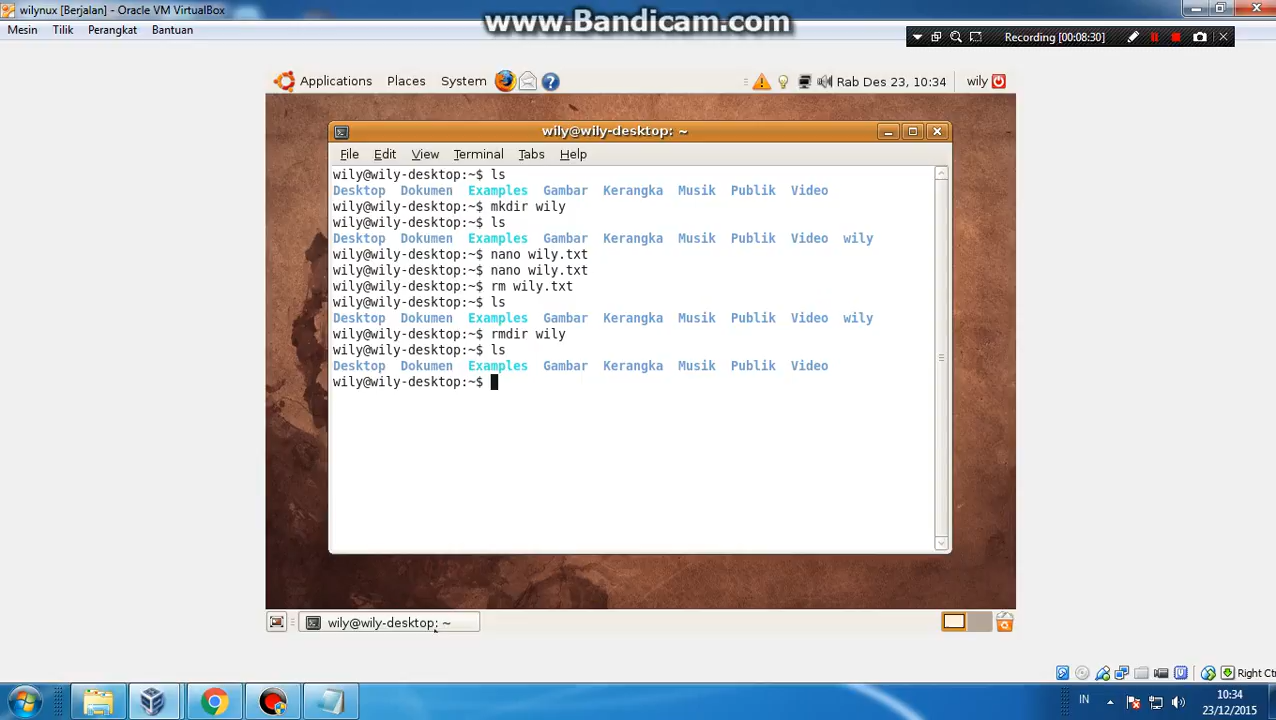 wilynux [Berjalan] - Oracle VM VirtualBox
www.Bandicam.com
Mesin Tilik Perangkat Bantuan
Recording [00:08:30]
Applications Places System
Rab Des 23, 10:34 wily
wily@wily-desktop: ~
File Edit View Terminal Tabs Help
wily@wily-desktop:~$ ls
Desktop Dokumen Examples Gambar Kerangka Musik Publik Video
wily@wily-desktop:~$ mkdir wily
wily@wily-desktop:~$ ls
Desktop Dokumen Examples Gambar Kerangka Musik Publik Video wily
wily@wily-desktop:~$ nano wily.txt
wily@wily-desktop:~$ nano wily.txt
wily@wily-desktop:~$ rm wily.txt
wily@wily-desktop:~$ ls
Desktop Dokumen Examples Gambar Kerangka Musik Publik Video wily
wily@wily-desktop:~$ rmdir wily
wily@wily-desktop:~$ ls
Desktop Dokumen Examples Gambar Kerangka Musik Publik Video
wily@wily-desktop:~$
wily@wily-desktop: ~
Right Ctrl
IN
10:34
23/12/2015